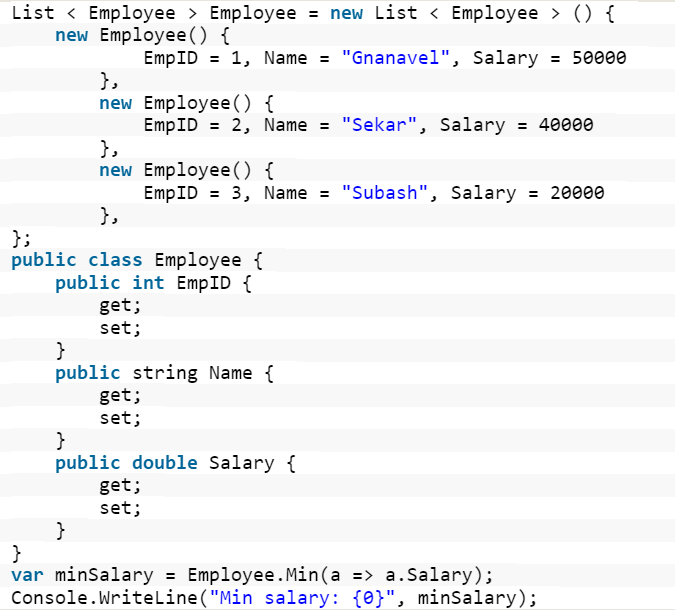 List < Employee > Employee = new List < Employee > () {
    new Employee() {
            EmpID = 1, Name = "Gnanavel", Salary = 50000
        },
        new Employee() {
            EmpID = 2, Name = "Sekar", Salary = 40000
        },
        new Employee() {
            EmpID = 3, Name = "Subash", Salary = 20000
        },
};
public class Employee {
    public int EmpID {
        get;
        set;
    }
    public string Name {
        get;
        set;
    }
    public double Salary {
        get;
        set;
    }
}
var minSalary = Employee.Min(a => a.Salary);
Console.WriteLine("Min salary: {0}", minSalary);